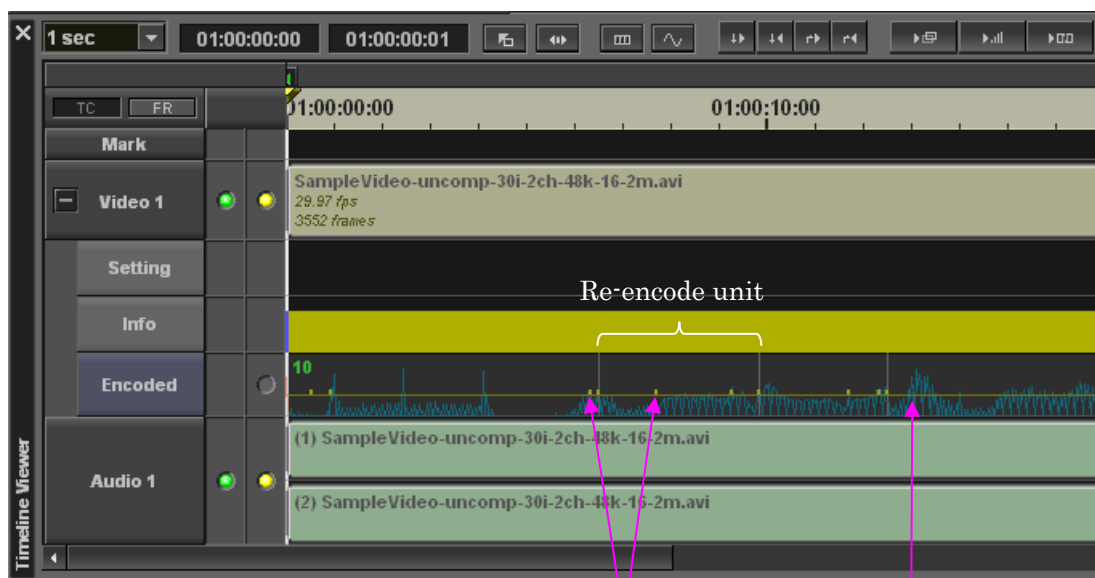 1 sec
01:00:00:00
01:00:00:01
TC FR
01:00:00:00
01:00:10:00
Mark
Video 1
SampleVideo-uncomp-30i-2ch-48k-16-2m.avi
29.97 fps
3552 frames
Setting
Re-encode unit
Info
Encoded
10
Audio 1
(1) SampleVideo-uncomp-30i-2ch-48k-16-2m.avi
(2) SampleVideo-uncomp-30i-2ch-48k-16-2m.avi
Timeline Viewer